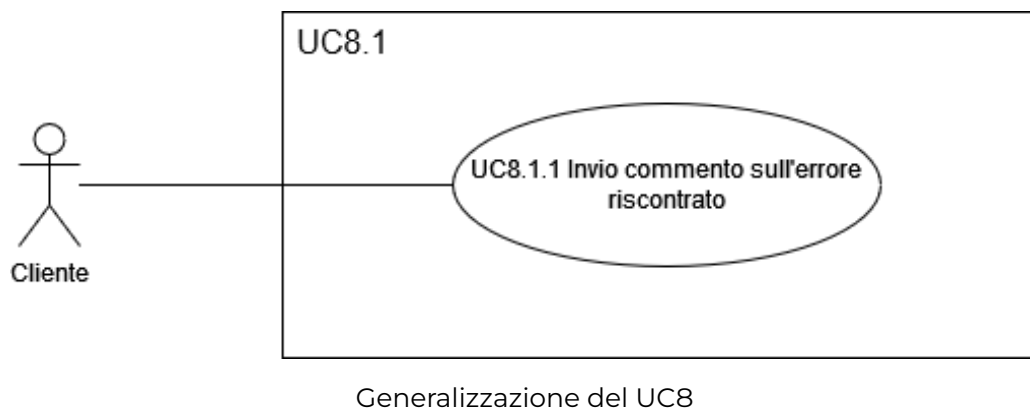 UC8.1
UC8.1.1 Invio commento sull'errore
riscontrato
Cliente
Generalizzazione del UC8